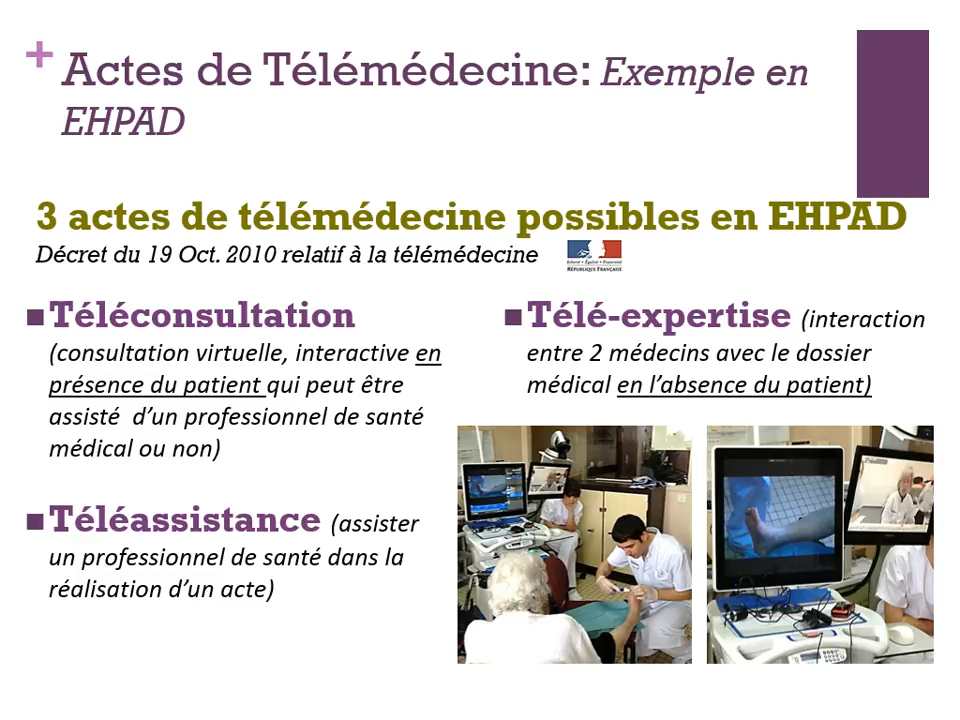 +
Actes de Télémédecine: Exemple en
EHPAD
3 actes de télémédecine possibles en EHPAD
Décret du 19 Oct. 2010 relatif à la télémédecine
Liberté • Égalité • Fraternité
RÉPUBLIQUE FRANÇAISE
Téléconsultation
(consultation virtuelle, interactive en
présence du patient qui peut être
assisté d’un professionnel de santé
médical ou non)
Téléassistance (assister
un professionnel de santé dans la
réalisation d’un acte)
Télé-expertise (interaction
entre 2 médecins avec le dossier
médical en l’absence du patient)